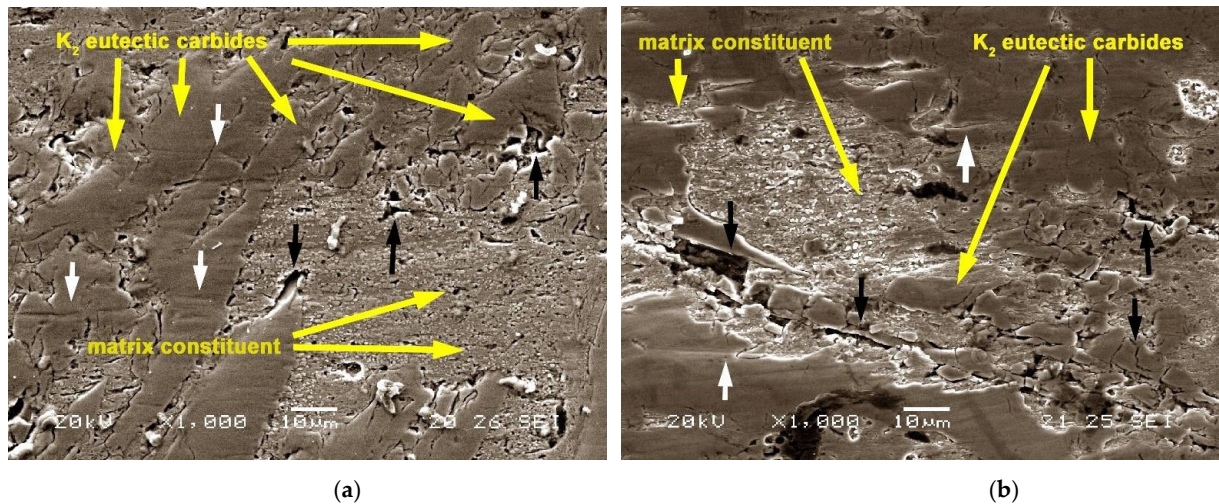 K2 eutectic carbides
matrix constituent
20kV X1,000 10μm 20 26 SEI
(a)
matrix constituent
K2 eutectic carbides
20kV X1,000 10μm 21 25 SEI
(b)